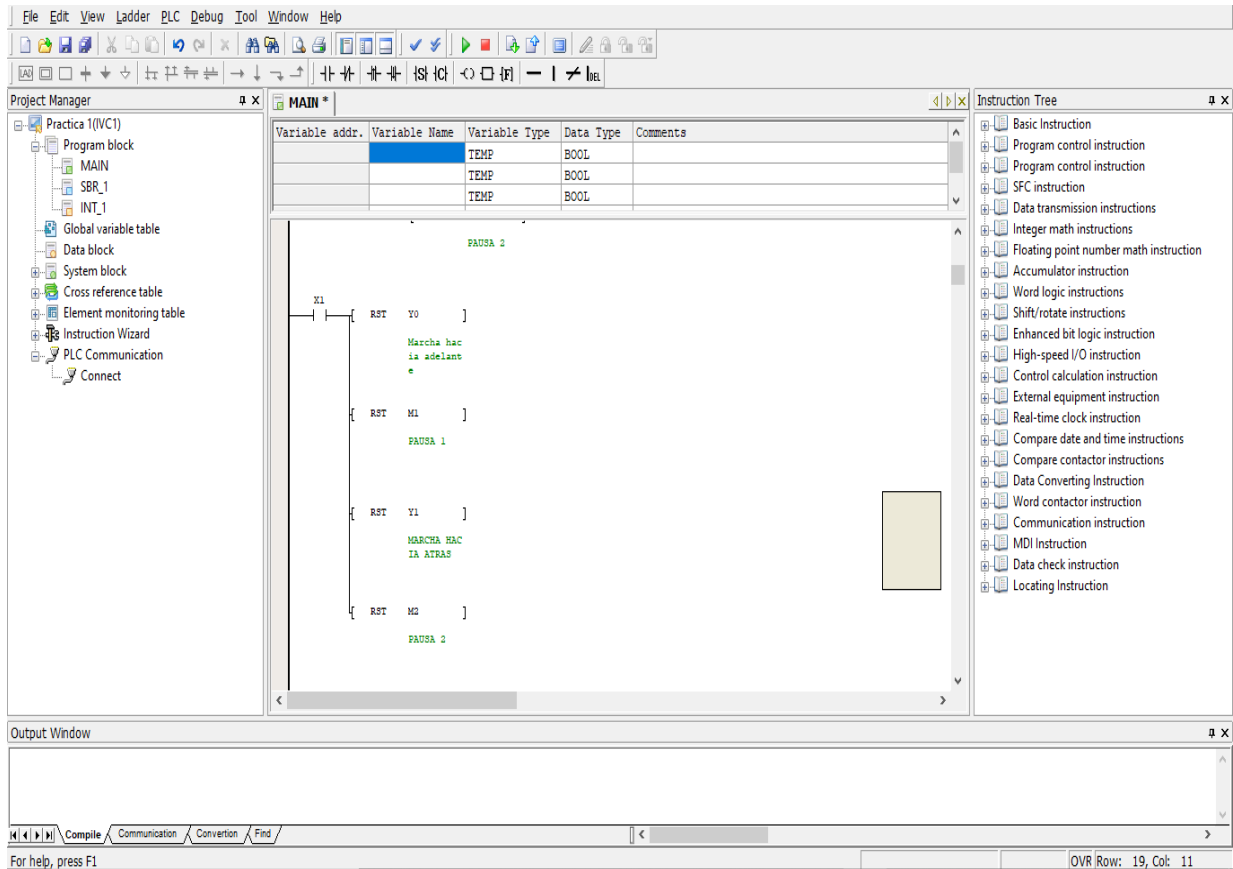 File Edit View Ladder PLC Debug Tool Window Help
Project Manager
Practica 1(IVC1)
Program block
MAIN
SBR_1
INT_1
Global variable table
Data block
System block
Cross reference table
Element monitoring table
Instruction Wizard
PLC Communication
Connect
MAIN *
Variable addr. Variable Name Variable Type Data Type Comments
TEMP BOOL
TEMP BOOL
TEMP BOOL
PAUSA 2
X1
RST Y0
Marcha hac
ia adelant
e
RST M1
PAUSA 1
RST Y1
MARCHA HAC
IA ATRAS
RST M2
PAUSA 2
Instruction Tree
Basic Instruction
Program control instruction
Program control instruction
SFC instruction
Data transmission instructions
Integer math instructions
Floating point number math instruction
Accumulator instruction
Word logic instructions
Shift/rotate instructions
Enhanced bit logic instruction
High-speed I/O instruction
Control calculation instruction
External equipment instruction
Real-time clock instruction
Compare date and time instructions
Compare contactor instructions
Data Converting Instruction
Word contactor instruction
Communication instruction
MDI Instruction
Data check instruction
Locating Instruction
Output Window
Compile Communication Convertion Find
For help, press F1
OVR Row: 19, Col: 11